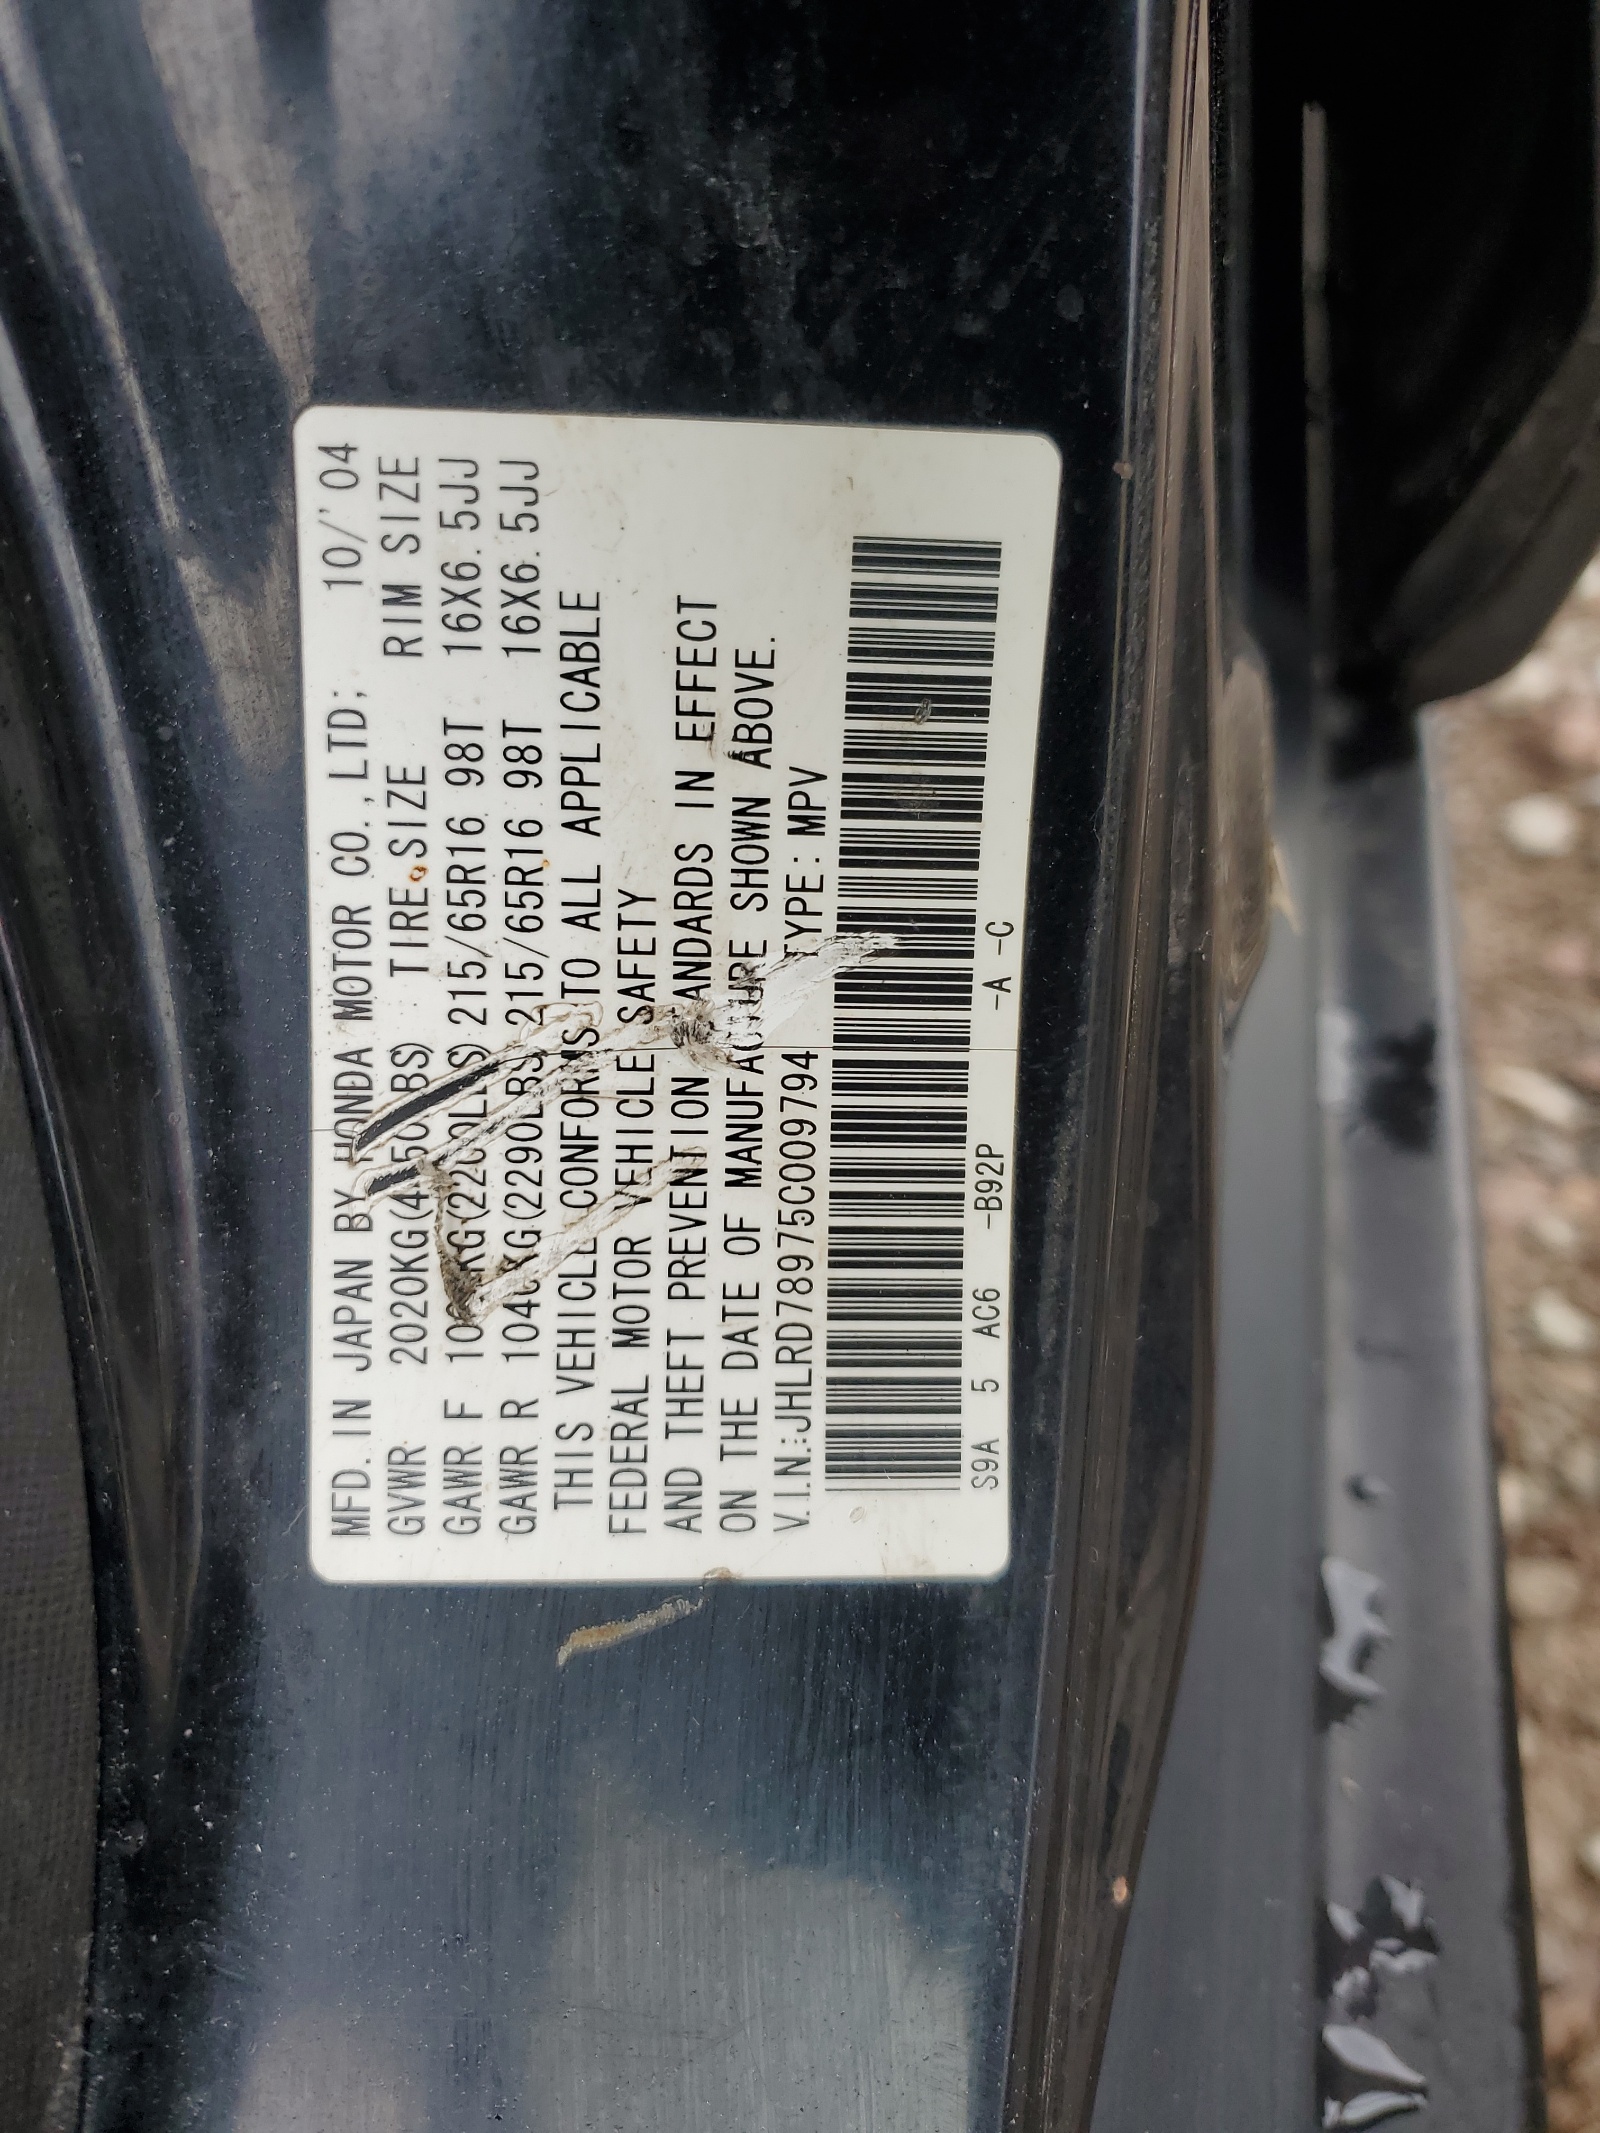 MFD. IN JAPAN BY HONDA MOTOR CO.,LTD; 10/'04
GVWR 2020KG(4450LBS) TIRE SIZE RIM SIZE
GAWR F KG(2200LBS) 215/65R16 98T 16X6.5JJ
GAWR R 1040KG(2290LBS) 215/65R16 98T 16X6.5JJ
THIS VEHICLE CONFORMS TO ALL APPLICABLE
FEDERAL MOTOR VEHICLE SAFETY
AND THEFT PREVENTION STANDARDS IN EFFECT
ON THE DATE OF MANUFACTURE SHOWN ABOVE.
V.I.N.:JHLRD78975C009794 TYPE:MPV
S9A 5 AC6 -B92P -A -C